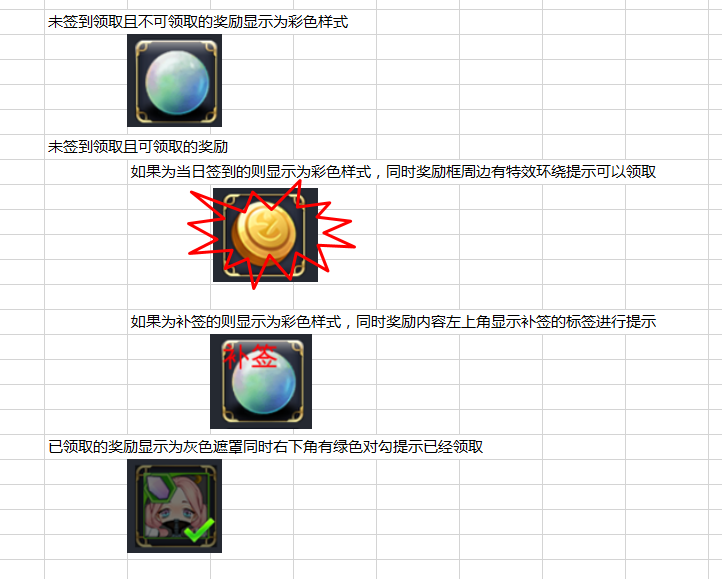 未签到领取且不可领取的奖励显示为彩色样式
未签到领取且可领取的奖励
如果为当日签到的则显示为彩色样式，同时奖励框周边有特效环绕提示可以领取
如果为补签的则显示为彩色样式，同时奖励内容左上角显示补签的标签进行提示
补签
已领取的奖励显示为灰色遮罩同时右下角有绿色对勾提示已经领取